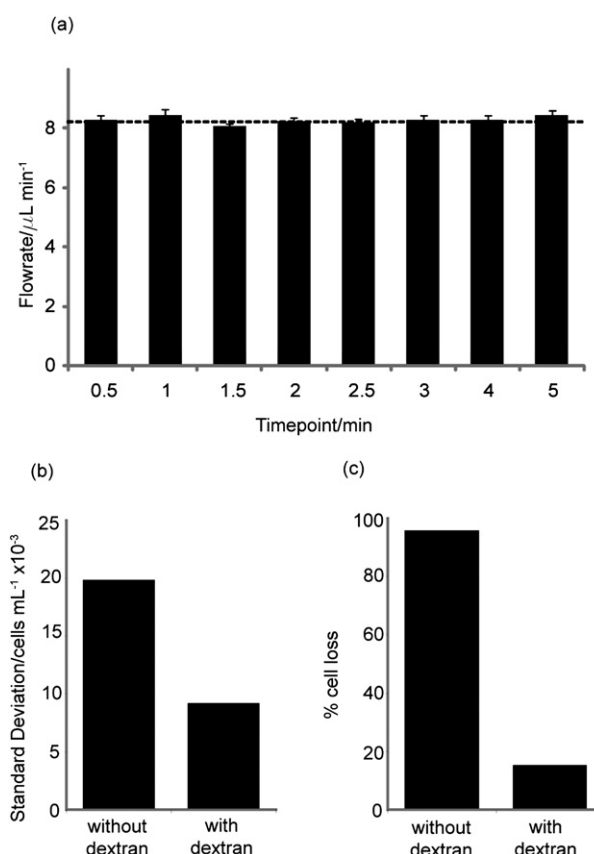 (a)
Flowrate/μL min⁻¹
8
6
4
2
0
0.5 1 1.5 2 2.5 3 4 5
Timepoint/min
(b)
Standard Deviation/cells mL⁻¹ x10⁻³
25
20
15
10
5
0
without with
dextran dextran
(c)
% cell loss
100
80
60
40
20
0
without with
dextran dextran